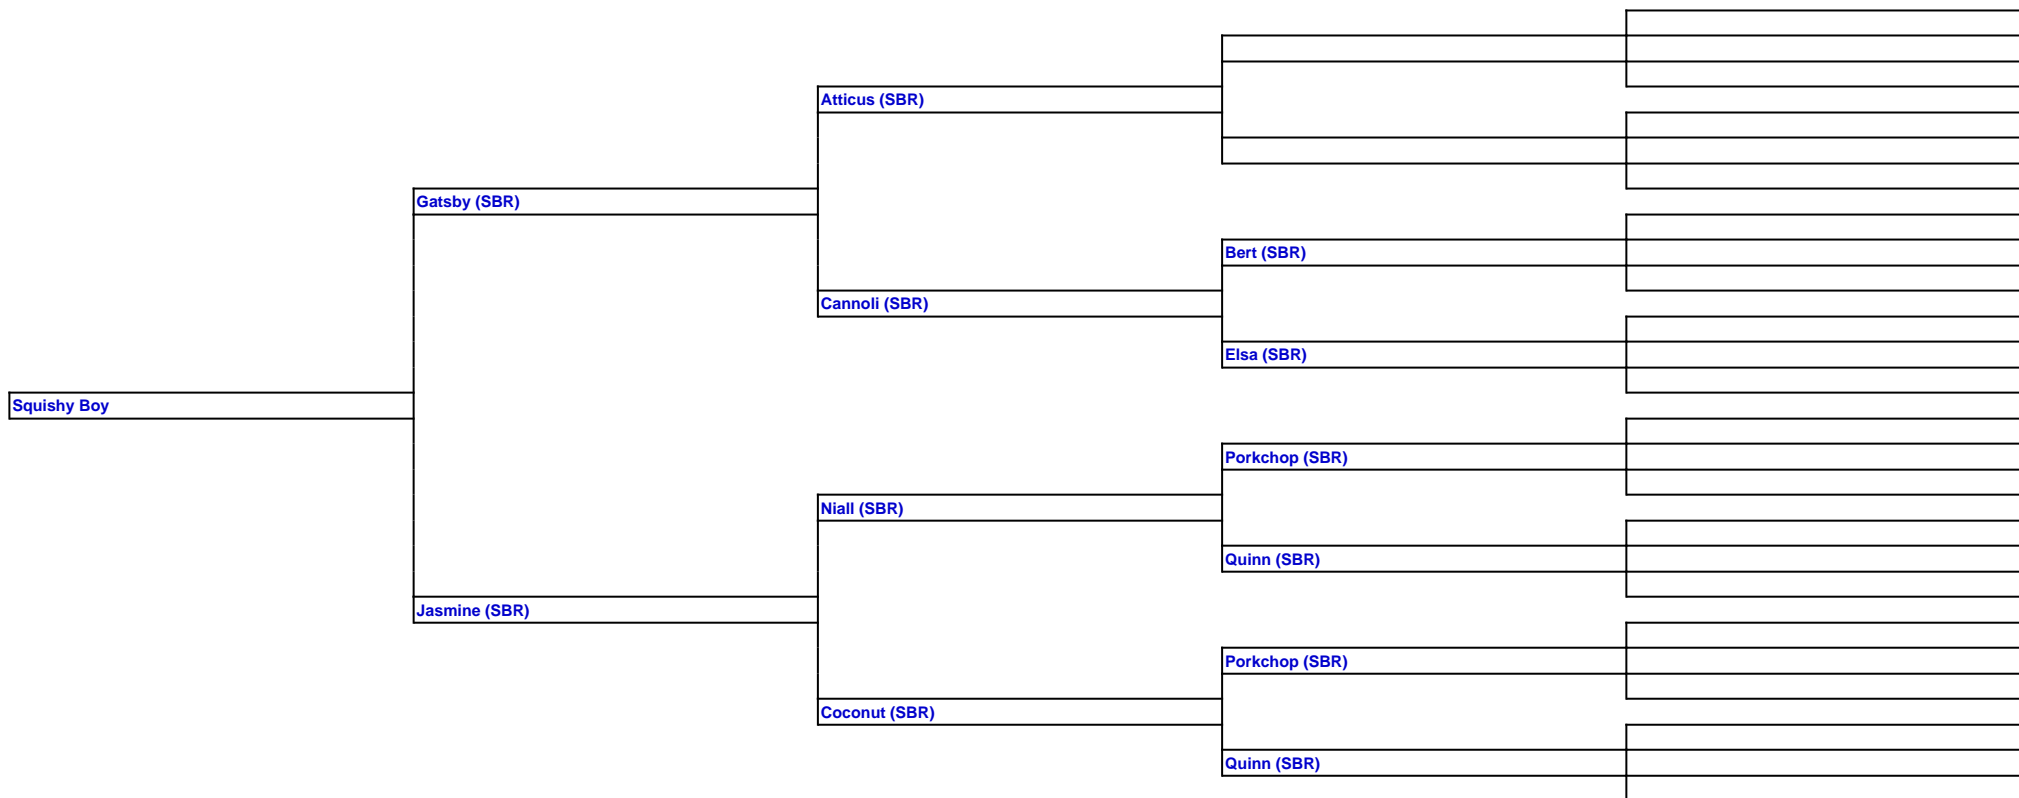 Atticus (SBR)
Gatsby (SBR)
Bert (SBR)
Cannoli (SBR)
Elsa (SBR)
Squishy Boy
Porkchop (SBR)
Niall (SBR)
Quinn (SBR)
Jasmine (SBR)
Porkchop (SBR)
Coconut (SBR)
Quinn (SBR)